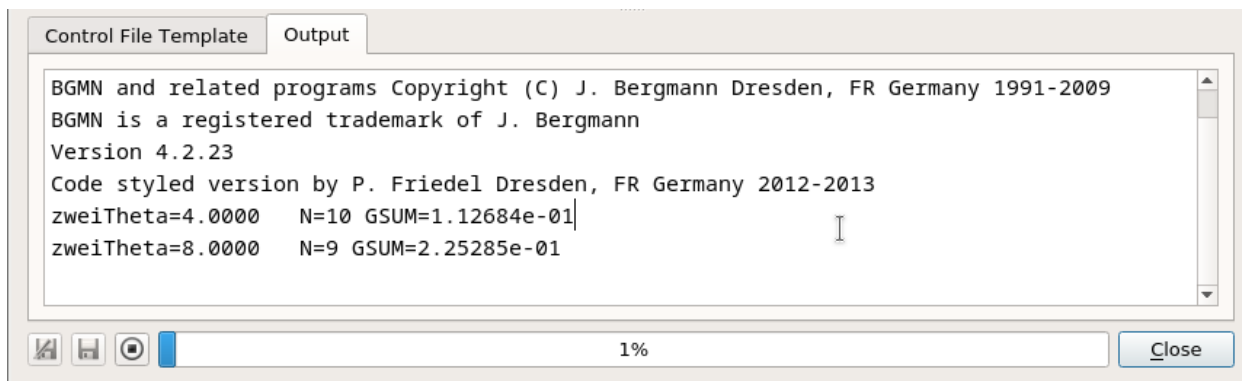 Control File Template
Output
BGMN and related programs Copyright (C) J. Bergmann Dresden, FR Germany 1991-2009
BGMN is a registered trademark of J. Bergmann
Version 4.2.23
Code styled version by P. Friedel Dresden, FR Germany 2012-2013
zweiTheta=4.0000   N=10 GSUM=1.12684e-01
zweiTheta=8.0000   N=9 GSUM=2.25285e-01
1%
Close